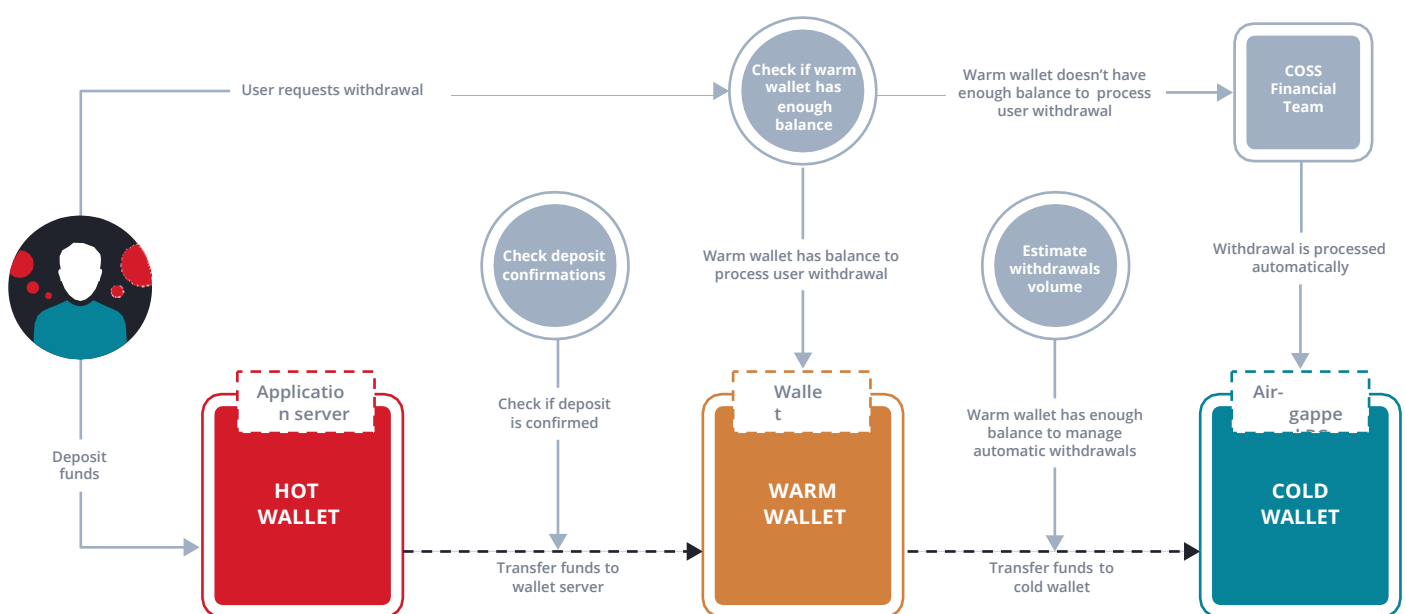 User requests withdrawal
Check if warm
wallet has
enough
balance
Warm wallet doesn’t have
enough balance to process
user withdrawal
COSS
Financial
Team
Check deposit
confirmations
Warm wallet has balance to
process user withdrawal
Estimate
withdrawals
volume
Withdrawal is processed
automatically
Deposit
funds
Applicatio
n server
HOT
WALLET
Check if deposit
is confirmed
Transfer funds to
wallet server
Walle
t
WARM
WALLET
Warm wallet has enough
balance to manage
automatic withdrawals
Transfer funds to
cold wallet
Air-
gappe
COLD
WALLET